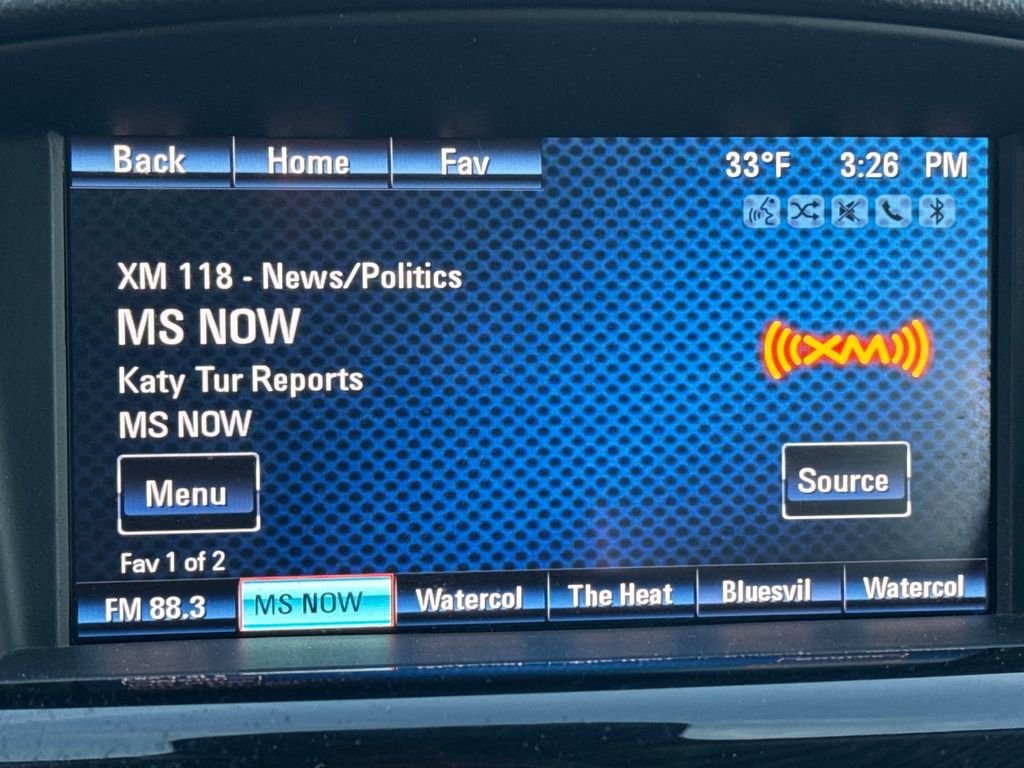 Back Home Fav 33°F 3:26 PM
XM 118 - News/Politics
MS NOW
XM
Katy Tur Reports
MS NOW
Menu
Source
Fav 1 of 2
FM 88.3 MS NOW Watercol The Heat Bluesvil Watercol